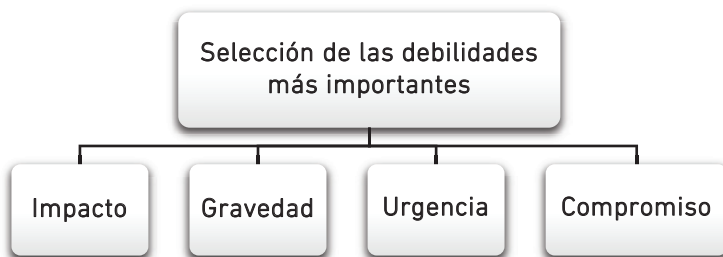 Selección de las debilidades
más importantes
Impacto
Gravedad
Urgencia
Compromiso